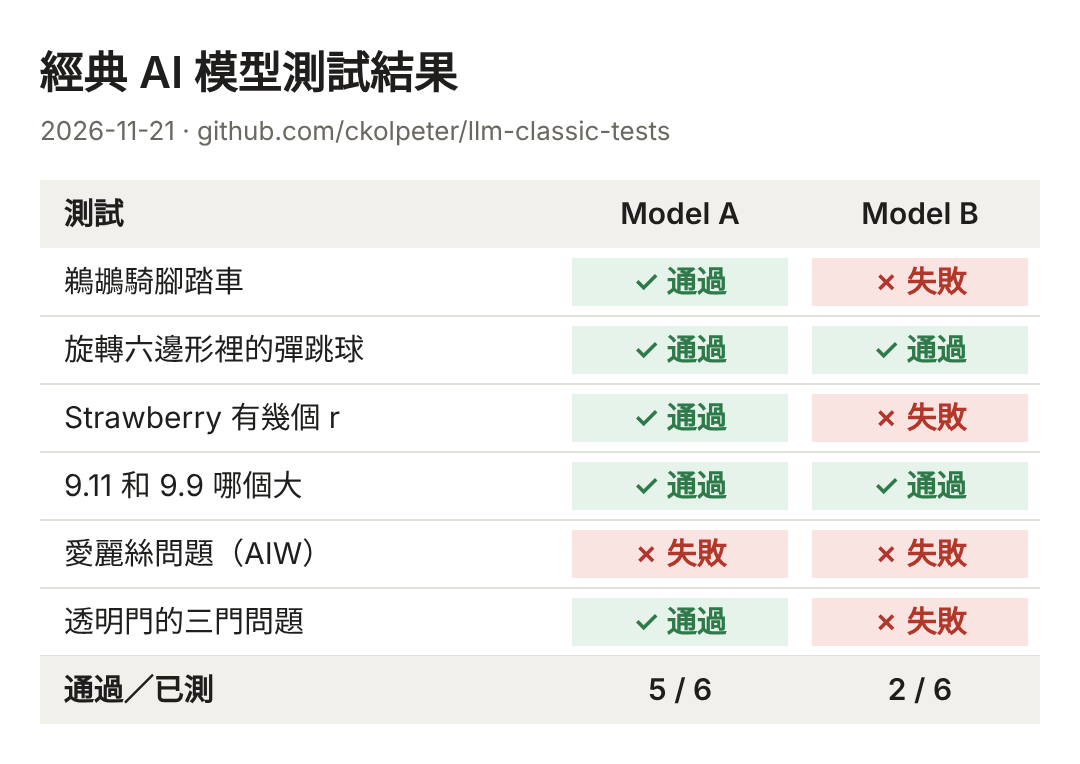 經典 AI 模型測試結果
2026-11-21 · github.com/ckolpeter/llm-classic-tests
測試 Model A Model B
鵜鶘騎腳踏車 ✓ 通過 × 失敗
旋轉六邊形裡的彈跳球 ✓ 通過 ✓ 通過
Strawberry 有幾個 r ✓ 通過 × 失敗
9.11 和 9.9 哪個大 ✓ 通過 ✓ 通過
愛麗絲問題（AIW） × 失敗 × 失敗
透明門的三門問題 ✓ 通過 × 失敗
通過／已測 5 / 6 2 / 6